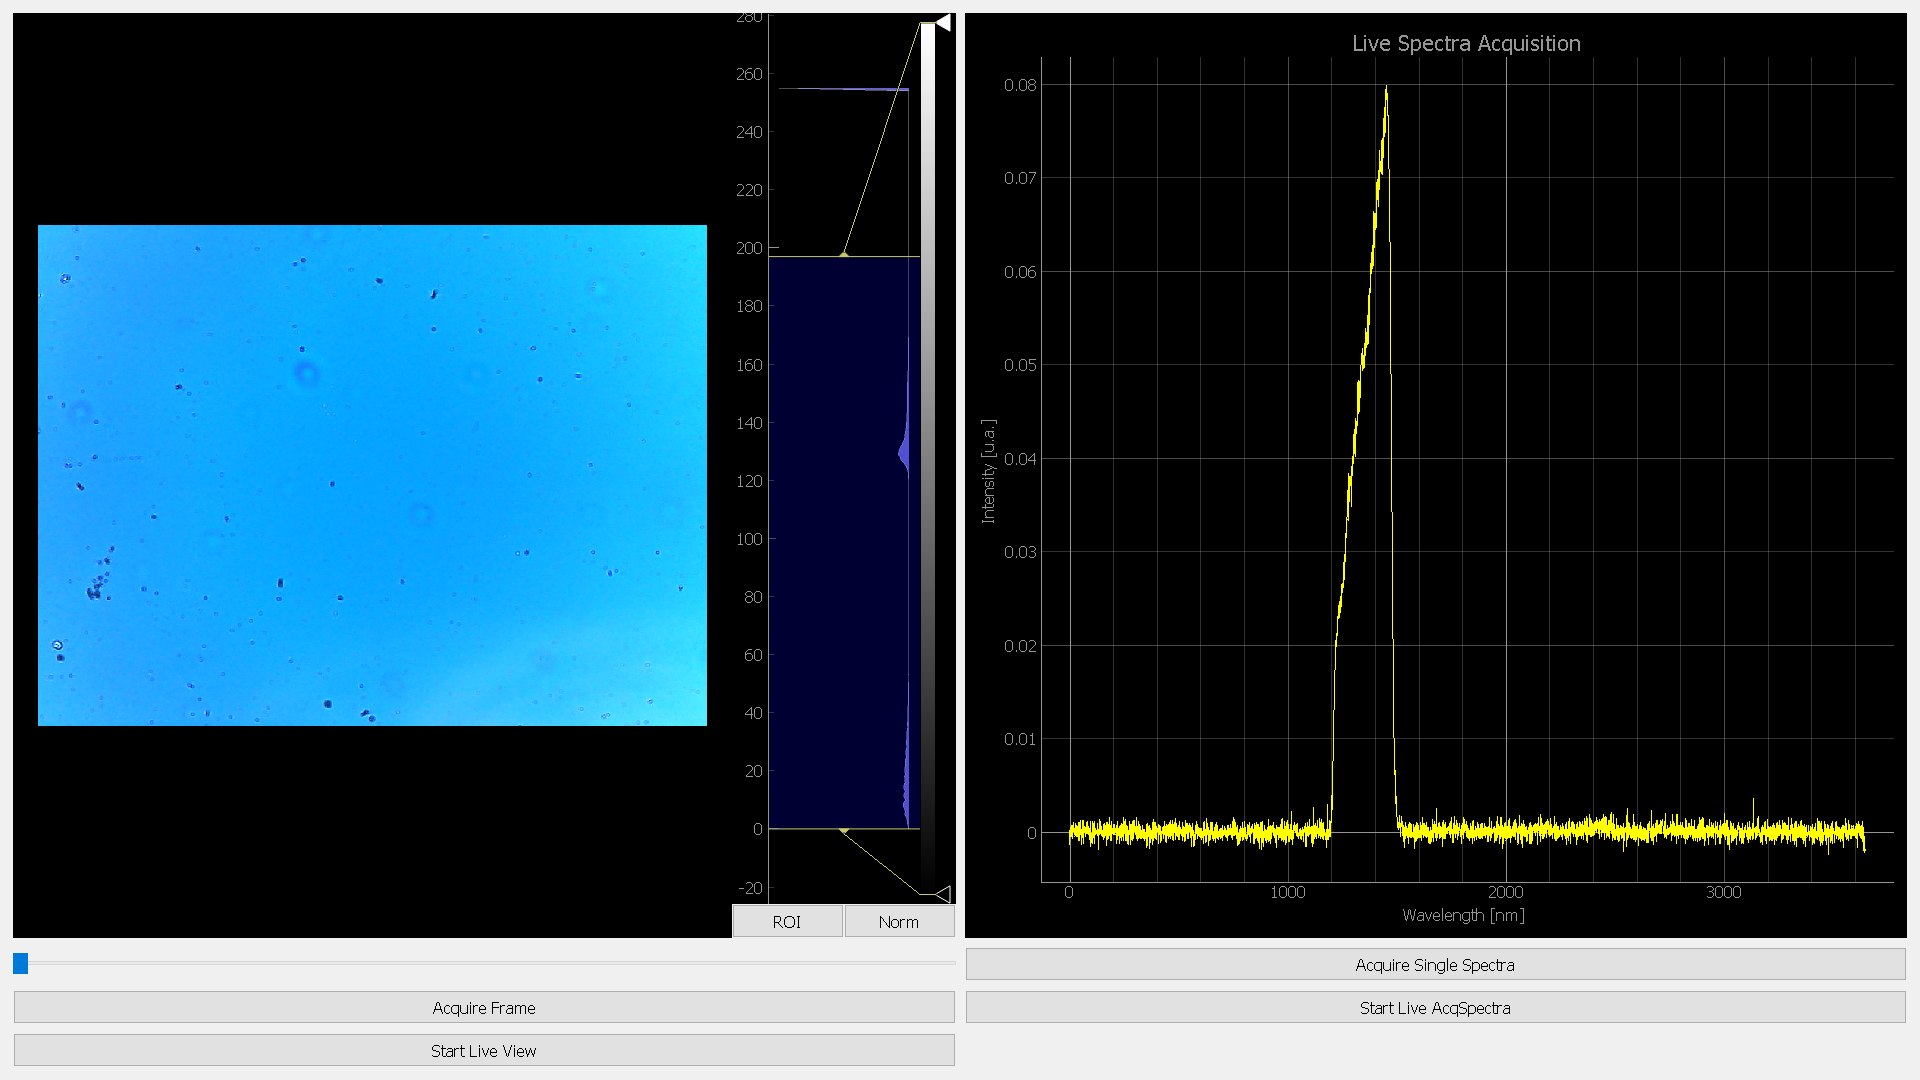 280
260
240
220
200
180
160
140
120
100
80
60
40
20
0
-20
ROI
Norm
Acquire Frame
Start Live View
Live Spectra Acquisition
0.08
0.07
0.06
0.05
0.04
0.03
0.02
0.01
0
Intensity [u.a.]
0 1000 2000 3000
Wavelength [nm]
Acquire Single Spectra
Start Live AcqSpectra